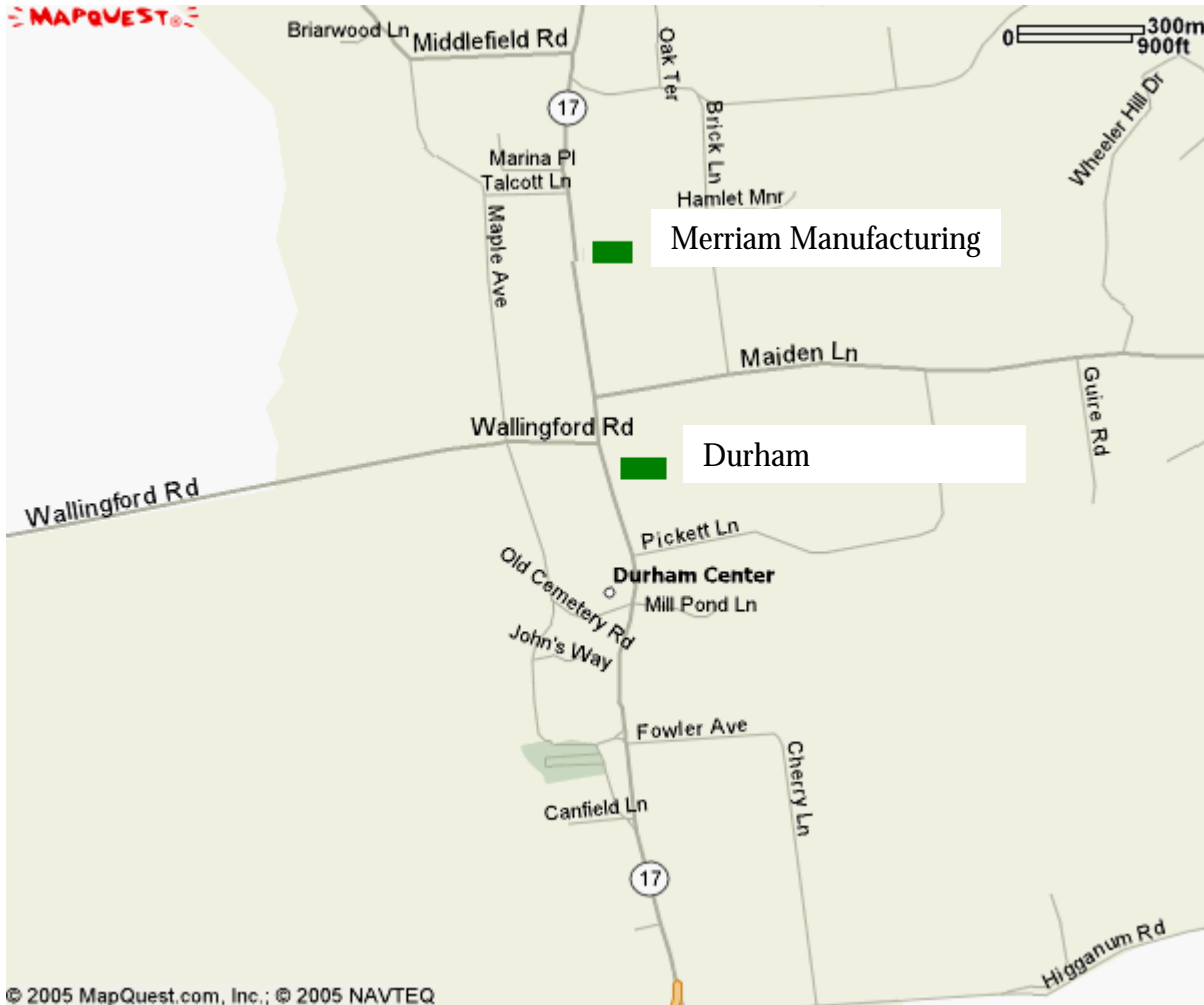 MAPQUEST®
Briarwood Ln
Middlefield Rd
0
300m
900ft
Oak Ter
17
Brick Ln
Wheeler Hill Dr
Marina Pl
Talcott Ln
Hamlet Mnr
Maple Ave
Merriam Manufacturing
Maiden Ln
Guire Rd
Wallingford Rd
Durham
Wallingford Rd
Pickett Ln
Old Cemetery Rd
Durham Center
Mill Pond Ln
John's Way
Fowler Ave
Cherry Ln
Canfield Ln
17
Higganum Rd
© 2005 MapQuest.com, Inc.; © 2005 NAVTEQ